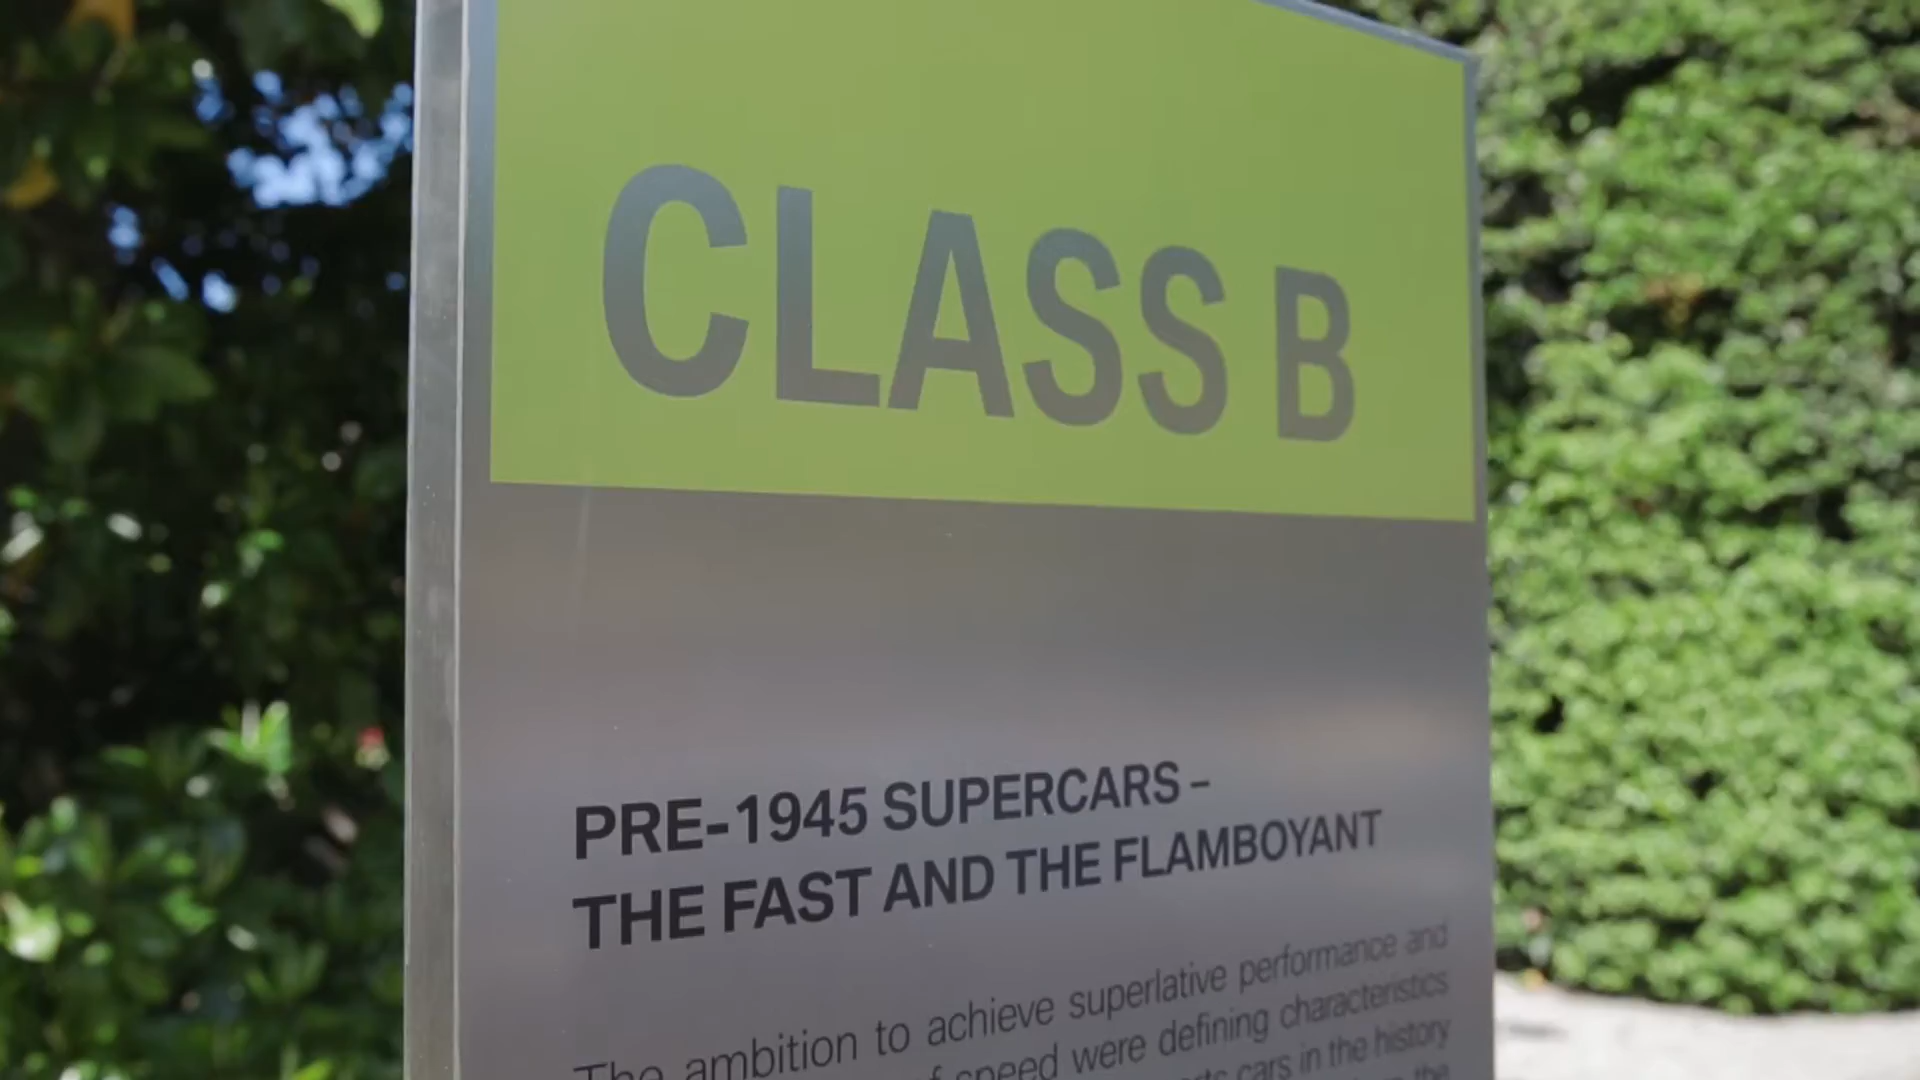 CLASS B
PRE-1945 SUPERCARS –
THE FAST AND THE FLAMBOYANT
The ambition to achieve superlative performance and
speed were defining characteristics
cars in the history
the